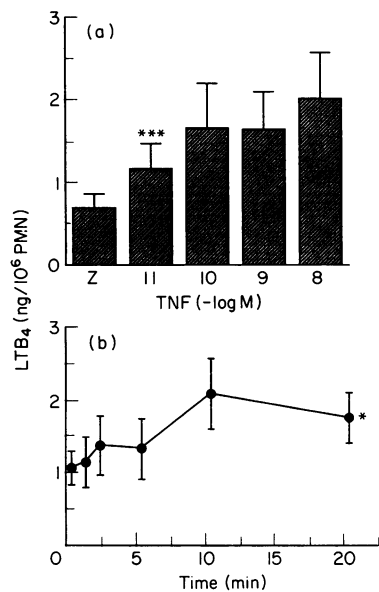 3
(a)
2
***
1
0
Z 11 10 9 8
TNF (-log M)
LTB4 (ng/10⁶ PMN)
(b)
2
*
1
0 5 10 15 20
Time (min)